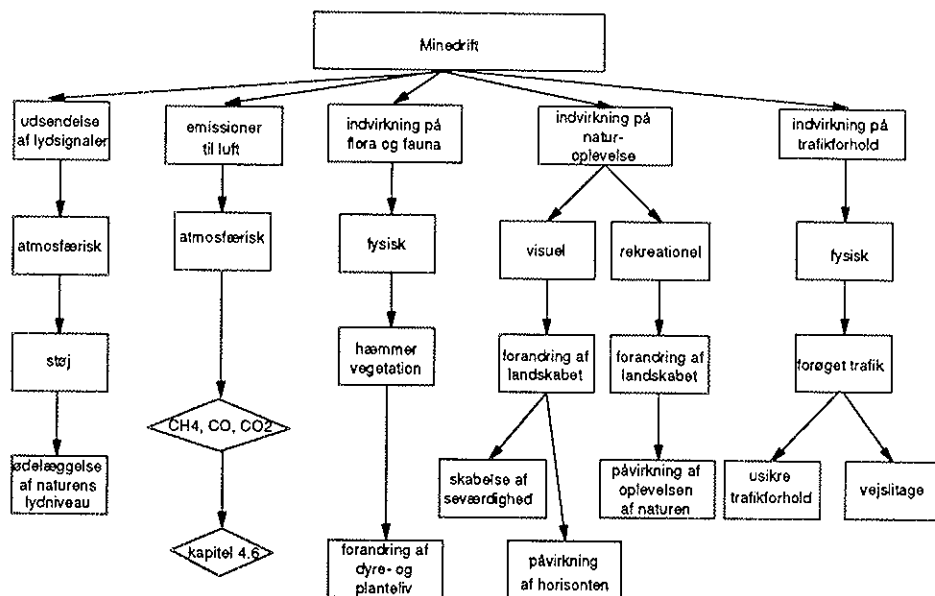 Minedrift
udsendelse
af lydsignaler
emissioner
til luft
indvirkning på
flora og fauna
indvirkning på
natur-
oplevelse
indvirkning på
trafikforhold
atmosfærisk
atmosfærisk
fysisk
visuel
rekreationel
fysisk
støj
hæmmer
vegetation
forandring af
landskabet
forandring af
landskabet
forøget trafik
CH4, CO, CO2
ødelæggelse
af naturens
lydniveau
skabelse af
seværdighed
påvirkning af
oplevelsen
af naturen
usikre
trafikforhold
vejslitage
kapitel 4.6
forandring af
dyre- og
planteliv
påvirkning
af horisonten